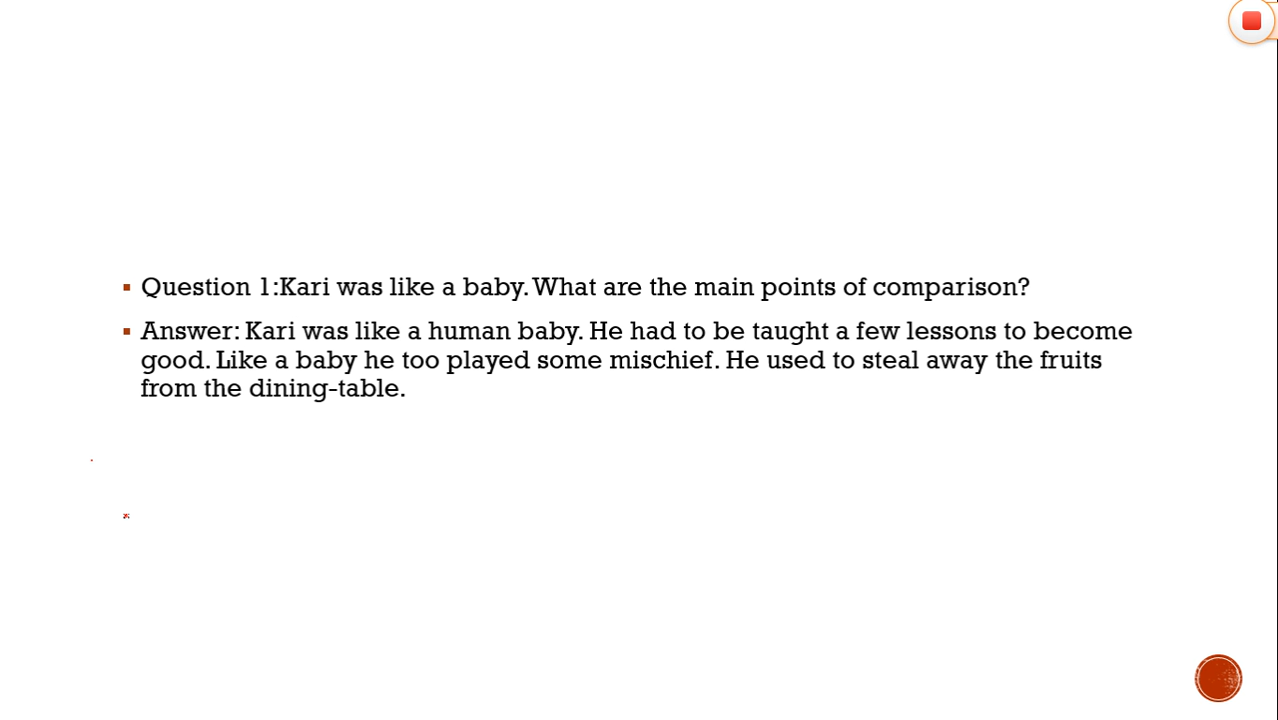 Question 1:Kari was like a baby. What are the main points of comparison?
Answer: Kari was like a human baby. He had to be taught a few lessons to become
good. Like a baby he too played some mischief. He used to steal away the fruits
from the dining-table.